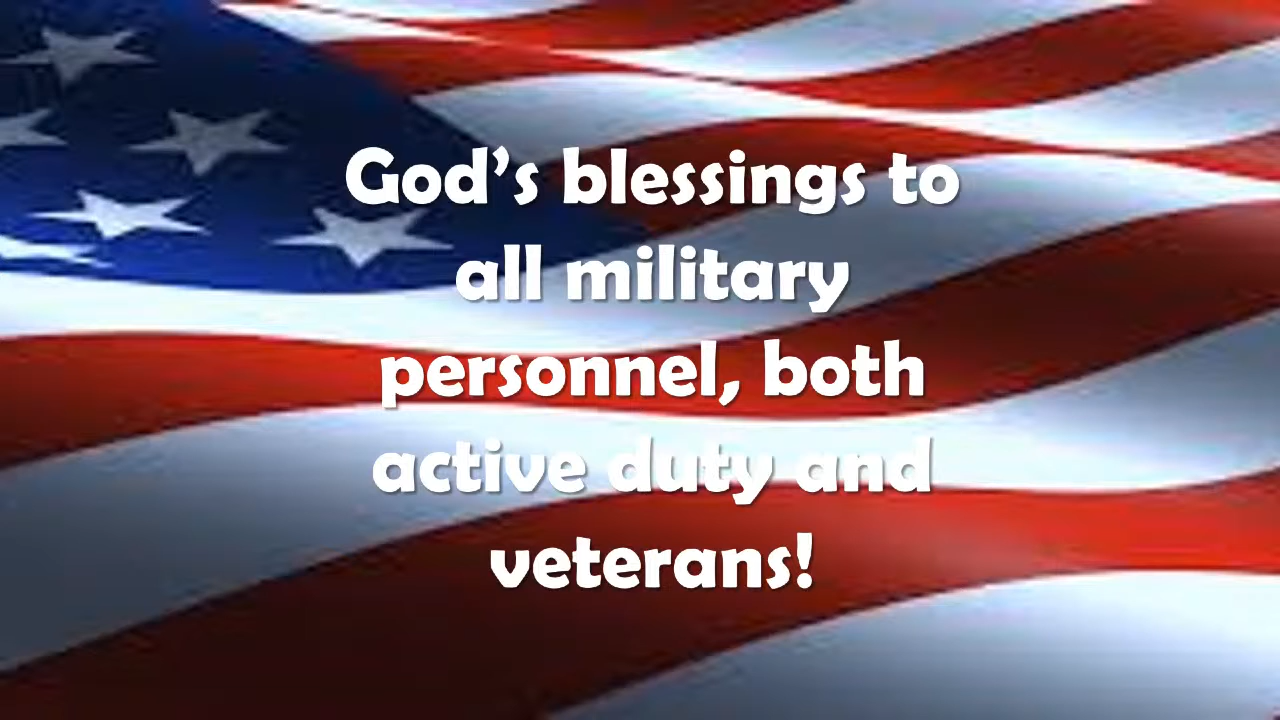 God’s blessings to
all military
personnel, both
active duty and
veterans!